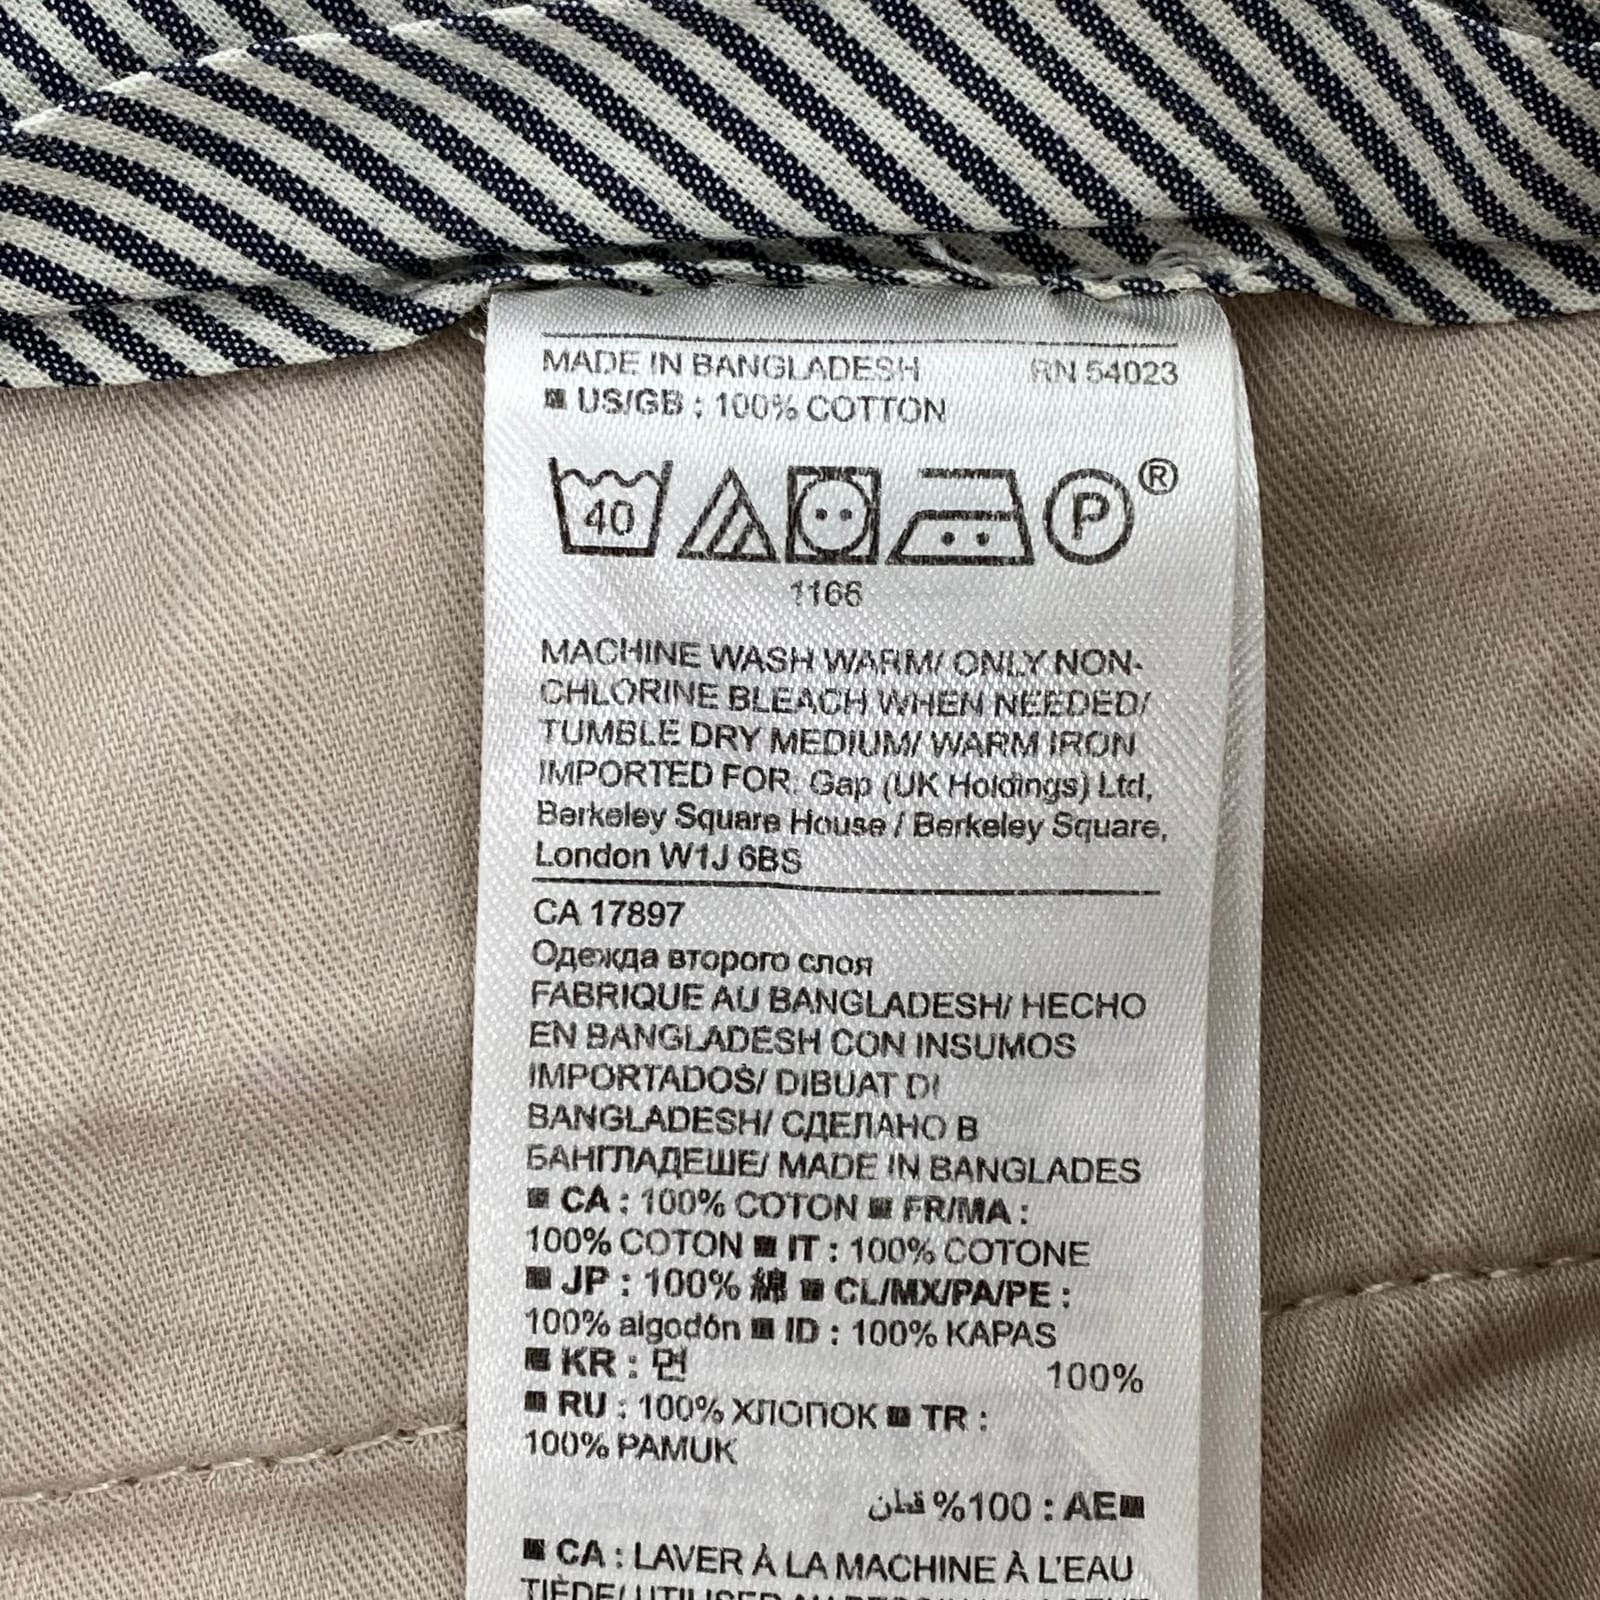 MADE IN BANGLADESH RN 54023
US/GB : 100% COTTON
40 P ®
1166
MACHINE WASH WARM/ ONLY NON-
CHLORINE BLEACH WHEN NEEDED/
TUMBLE DRY MEDIUM/ WARM IRON
IMPORTED FOR: Gap (UK Holdings) Ltd,
Berkeley Square House / Berkeley Square,
London W1J 6BS
CA 17897
Одежда второго слоя
FABRIQUE AU BANGLADESH/ HECHO
EN BANGLADESH CON INSUMOS
IMPORTADOS/ DIBUAT DI
BANGLADESH/ СДЕЛАНО В
БАНГЛАДЕШЕ/ MADE IN BANGLADES
CA : 100% COTON ■ FR/MA :
100% COTON ■ IT : 100% COTONE
■ JP : 100% 綿 ■ CL/MX/PA/PE :
100% algodón ■ ID : 100% KAPAS
■ KR : 면 100%
■ RU : 100% ХЛОПОК ■ TR :
100% PAMUK
■AE : 100% قطن
■ CA : LAVER À LA MACHINE À L'EAU
TIÈDE/ UTILISER